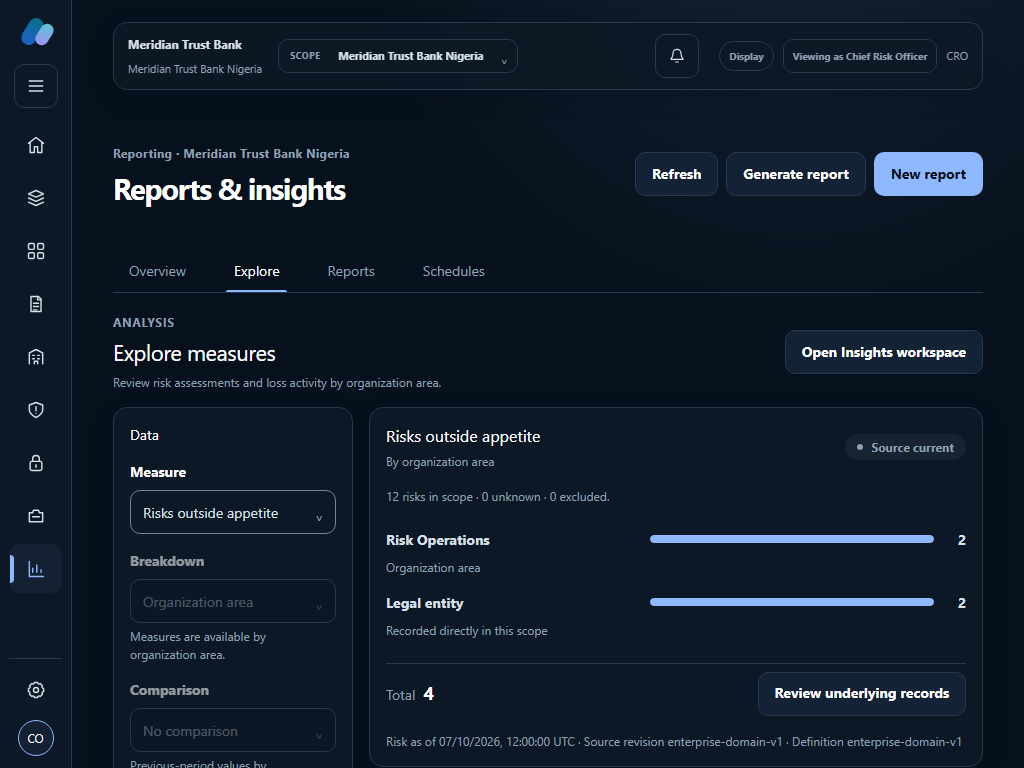 Meridian Trust Bank
Meridian Trust Bank Nigeria
SCOPE Meridian Trust Bank Nigeria
Display
Viewing as Chief Risk Officer
CRO
Reporting · Meridian Trust Bank Nigeria
Reports & insights
Refresh
Generate report
New report
Overview
Explore
Reports
Schedules
ANALYSIS
Explore measures
Review risk assessments and loss activity by organization area.
Open Insights workspace
Data
Measure
Risks outside appetite
Breakdown
Organization area
Measures are available by
organization area.
Comparison
No comparison
Previous-period values by
Risks outside appetite
By organization area
Source current
12 risks in scope · 0 unknown · 0 excluded.
Risk Operations 2
Organization area
Legal entity 2
Recorded directly in this scope
Total 4
Review underlying records
Risk as of 07/10/2026, 12:00:00 UTC · Source revision enterprise-domain-v1 · Definition enterprise-domain-v1
CO